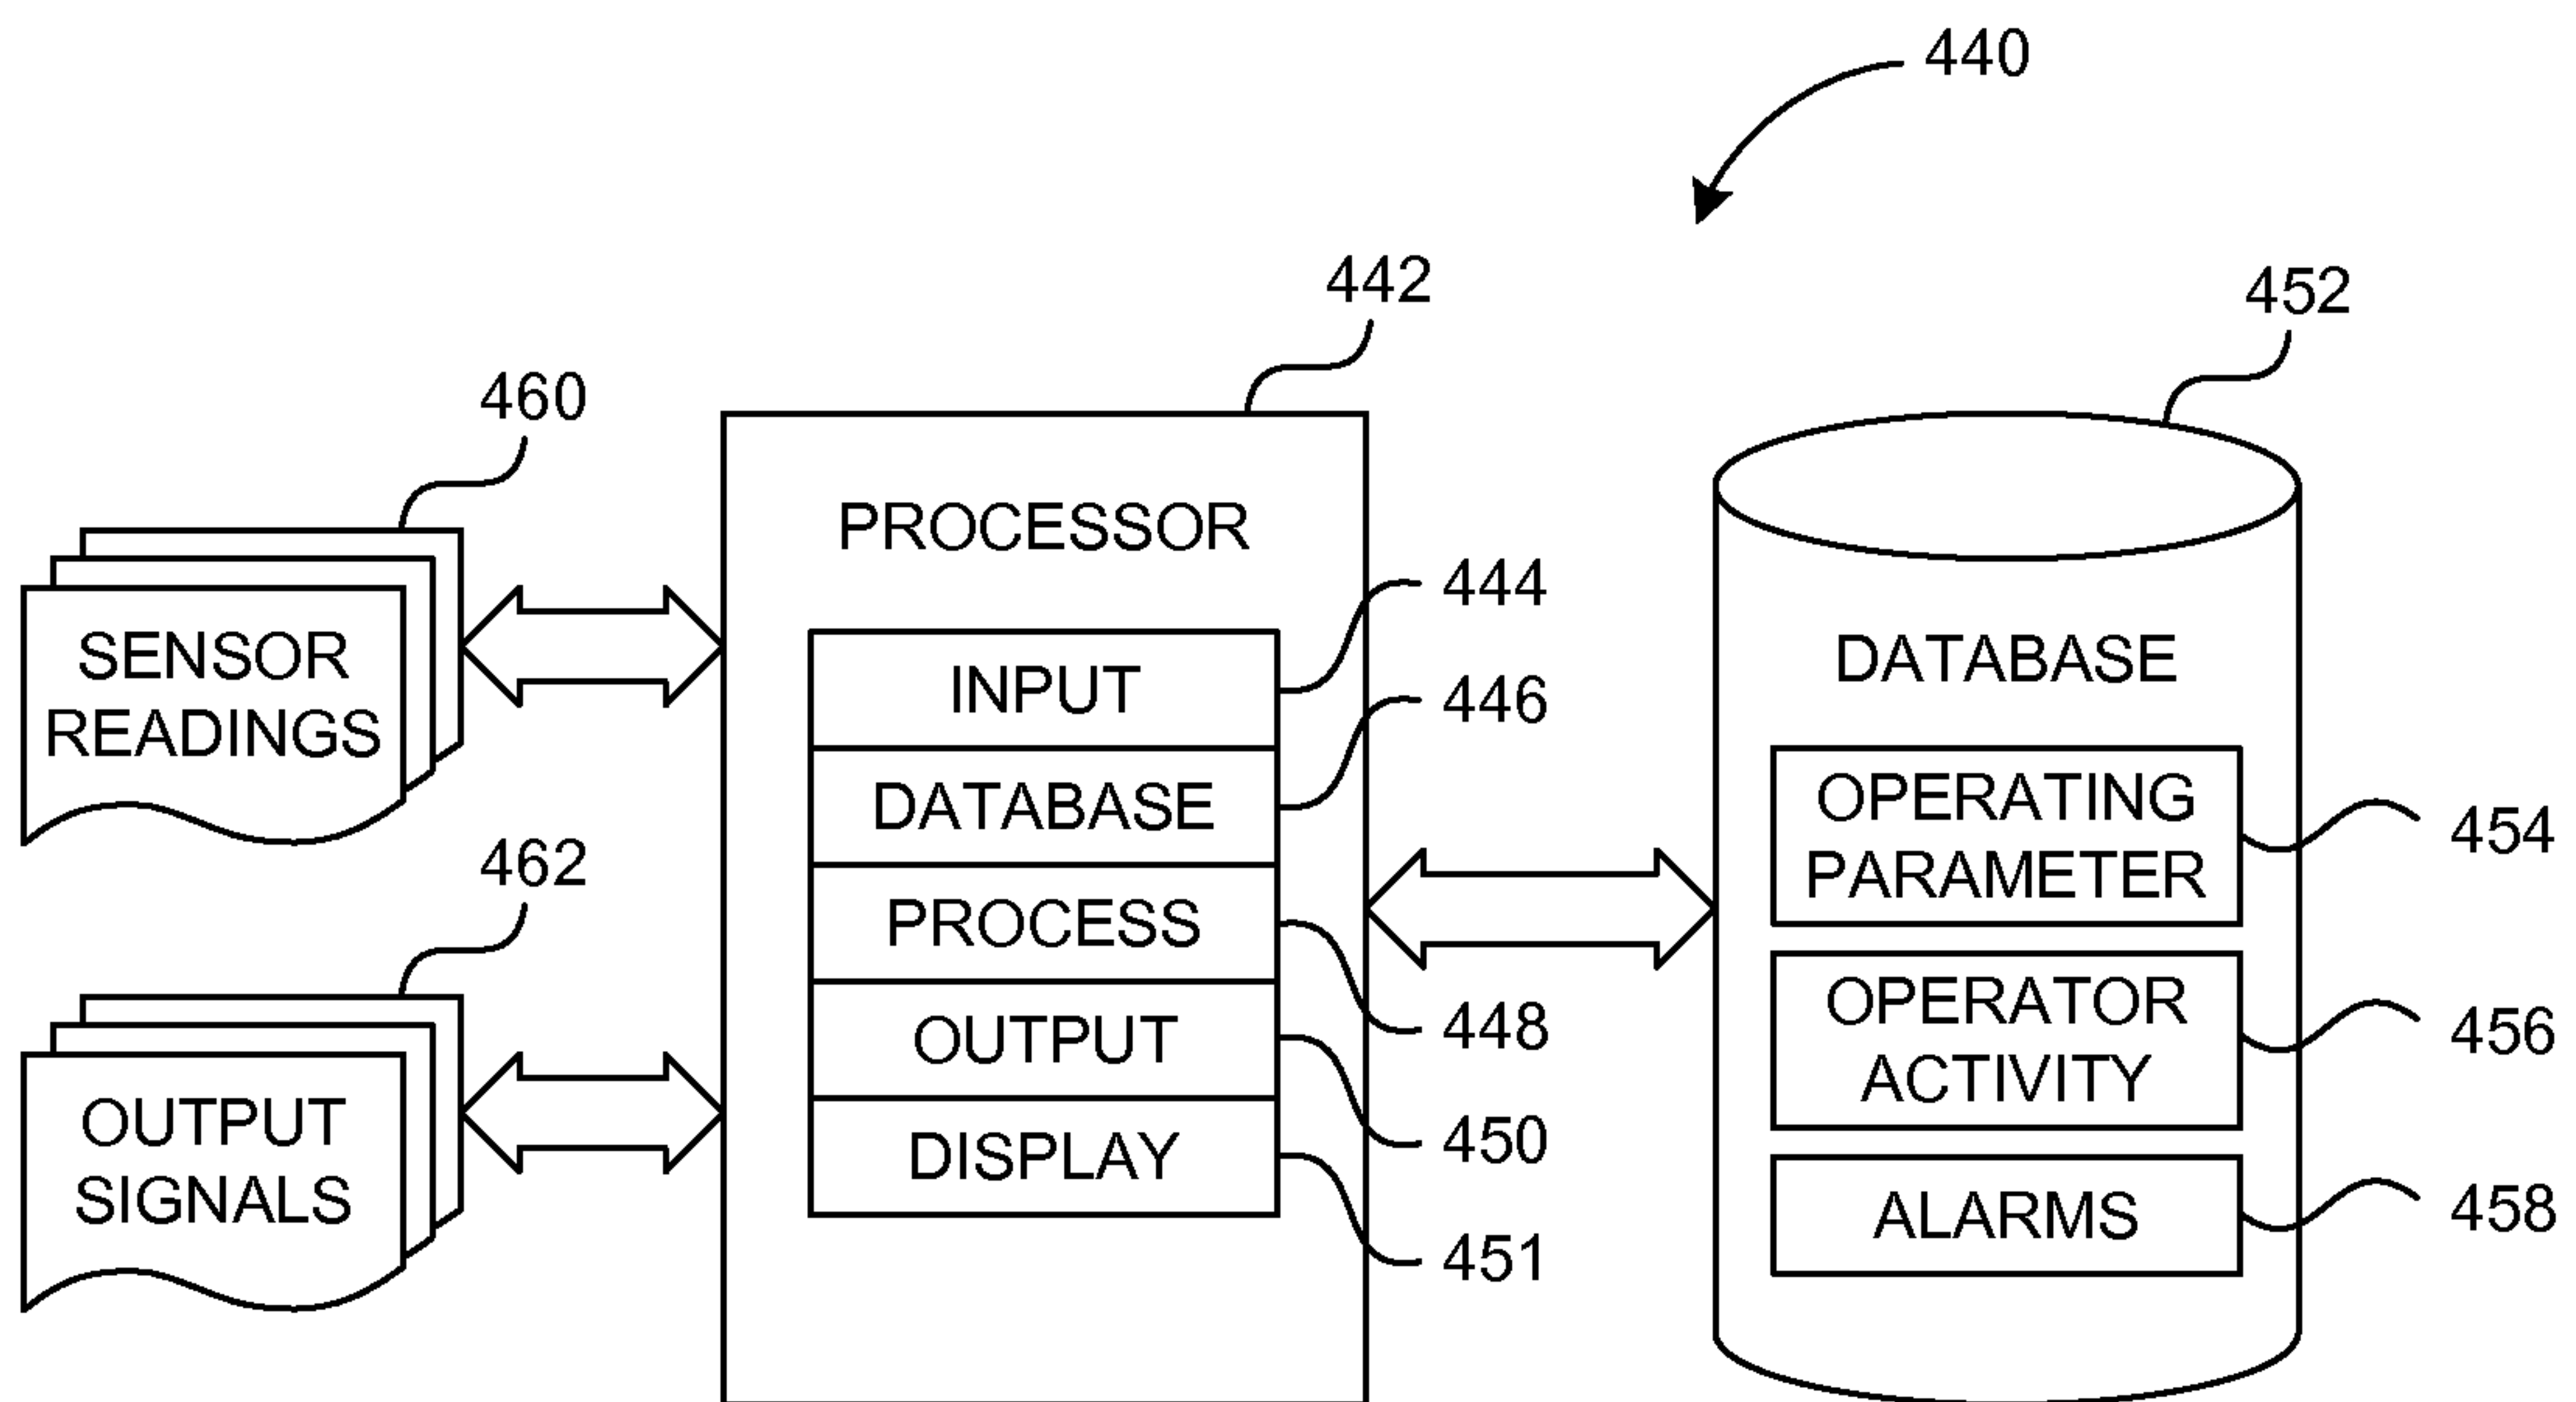 440
442
452
460
PROCESSOR
444
SENSOR
READINGS
INPUT
446
DATABASE
DATABASE
462
PROCESS
448
OPERATING
PARAMETER
454
OUTPUT
SIGNALS
OUTPUT
450
OPERATOR
ACTIVITY
456
DISPLAY
451
ALARMS
458